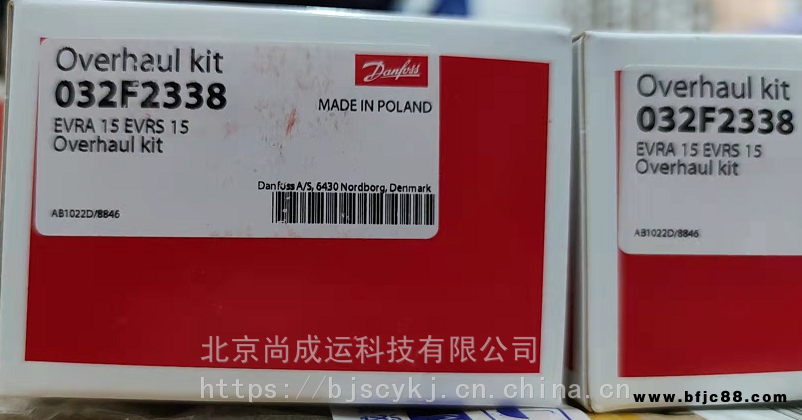 Overhaul kit
032F2338
EVRA 15 EVRS 15
Overhaul kit
Danfoss
MADE IN POLAND
Danfoss A/S, 6430 Nordborg, Denmark
AB1022D/8846
Overhaul kit
032F2338
EVRA 15 EVRS 15
Overhaul kit
AB1022D/8846
北京尚成运科技有限公司
https://bjscykj.cn.china.cn
www.bfjc88.com